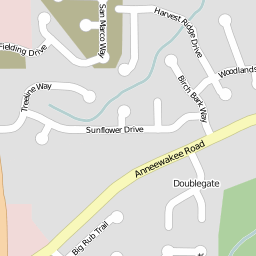 San Marco Way
Harvest Ridge Drive
Fielding Drive
Woodlands
Birch Bark Way
Treeline Way
Sunflower Drive
Anneewakee Road
Doublegate
Big Rub Trail